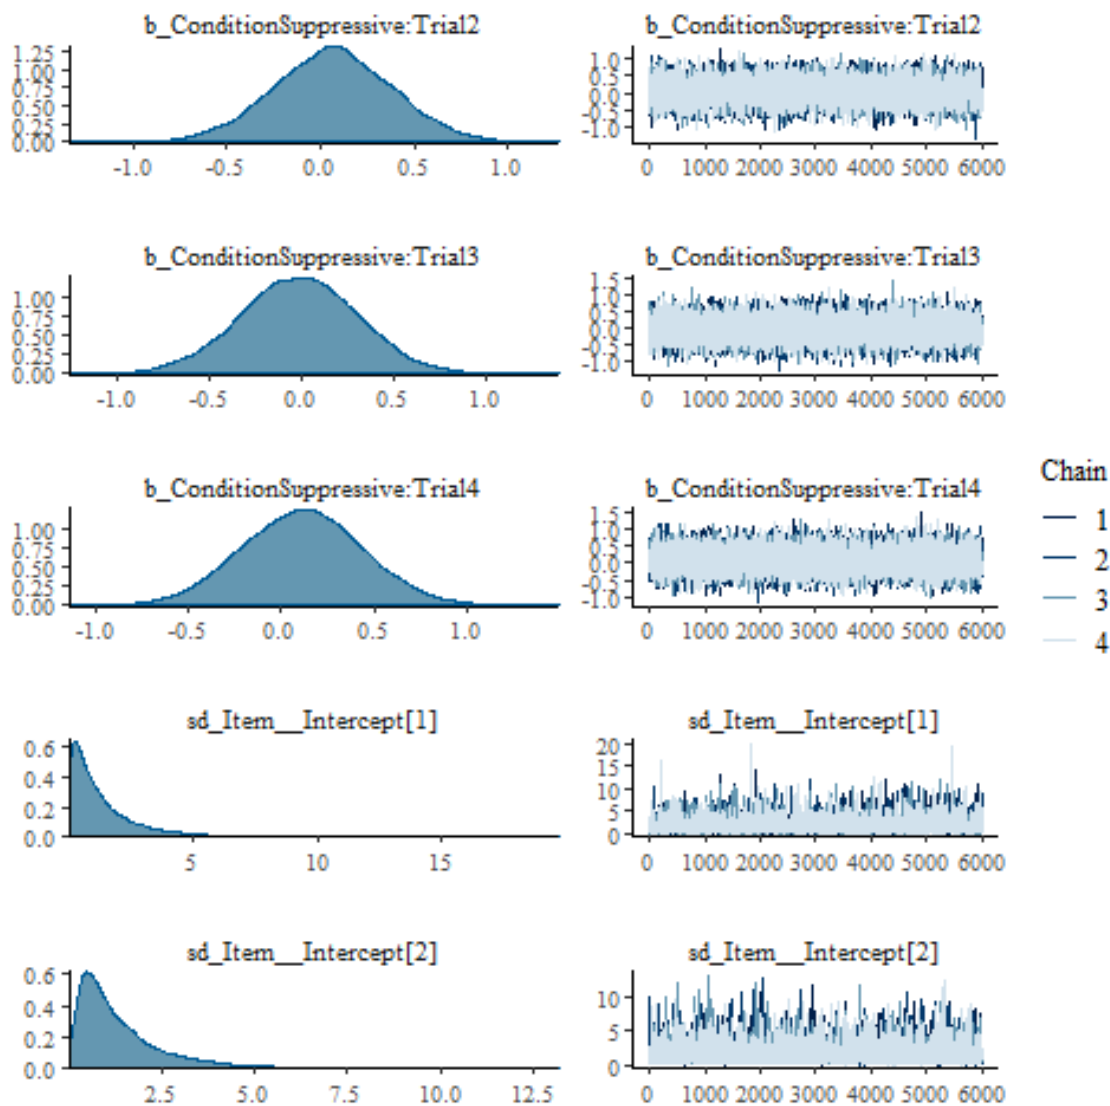 b_ConditionSuppressive:Trial2
1.25
1.00
0.75
0.50
0.25
0.00
-1.0 -0.5 0.0 0.5 1.0
b_ConditionSuppressive:Trial2
1.0
0.5
0.0
-0.5
-1.0
0 1000 2000 3000 4000 5000 6000
b_ConditionSuppressive:Trial3
1.00
0.75
0.50
0.25
0.00
-1.0 -0.5 0.0 0.5 1.0
b_ConditionSuppressive:Trial3
1.5
1.0
0.5
0.0
-0.5
-1.0
0 1000 2000 3000 4000 5000 6000
b_ConditionSuppressive:Trial4
1.00
0.75
0.50
0.25
0.00
-1.0 -0.5 0.0 0.5 1.0
b_ConditionSuppressive:Trial4
1.5
1.0
0.5
0.0
-0.5
-1.0
0 1000 2000 3000 4000 5000 6000
sd_Item__Intercept[1]
0.6
0.4
0.2
0.0
5 10 15
sd_Item__Intercept[1]
20
15
10
5
0
0 1000 2000 3000 4000 5000 6000
sd_Item__Intercept[2]
0.6
0.4
0.2
0.0
2.5 5.0 7.5 10.0 12.5
sd_Item__Intercept[2]
10
5
0
0 1000 2000 3000 4000 5000 6000
Chain
1
2
3
4